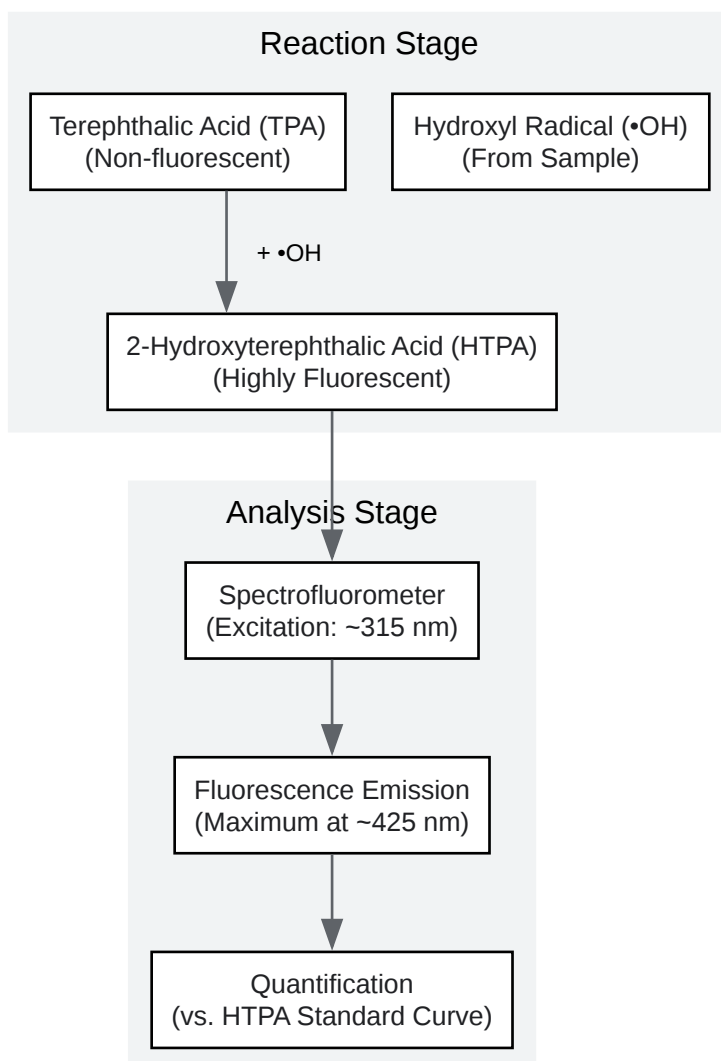 Reaction Stage
Terephthalic Acid (TPA)
(Non-fluorescent)
Hydroxyl Radical (•OH)
(From Sample)
+ •OH
2-Hydroxyterephthalic Acid (HTPA)
(Highly Fluorescent)
Analysis Stage
Spectrofluorometer
(Excitation: ~315 nm)
Fluorescence Emission
(Maximum at ~425 nm)
Quantification
(vs. HTPA Standard Curve)